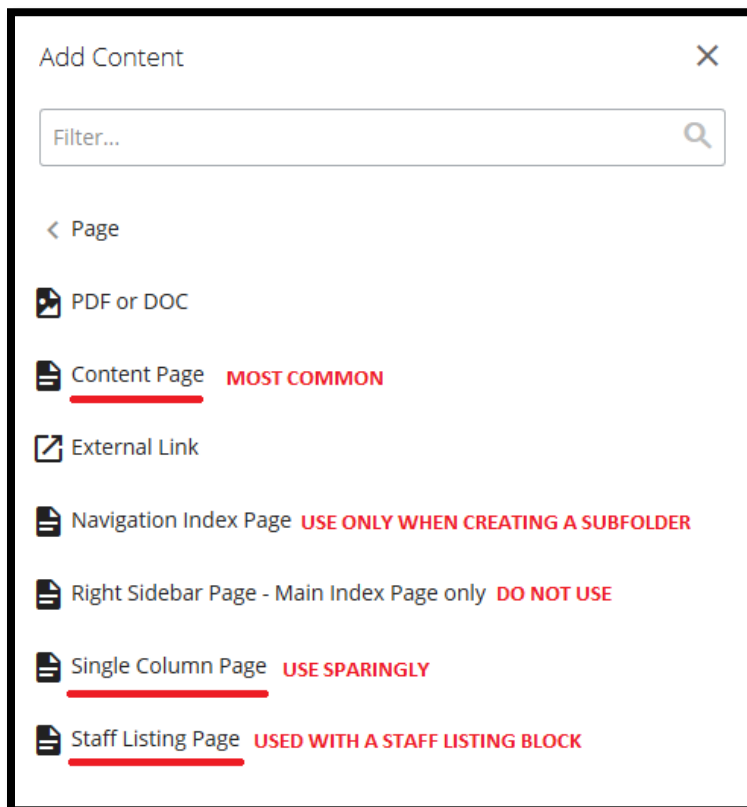 Add Content
Filter...
Page
PDF or DOC
Content Page MOST COMMON
External Link
Navigation Index Page USE ONLY WHEN CREATING A SUBFOLDER
Right Sidebar Page - Main Index Page only DO NOT USE
Single Column Page USE SPARINGLY
Staff Listing Page USED WITH A STAFF LISTING BLOCK